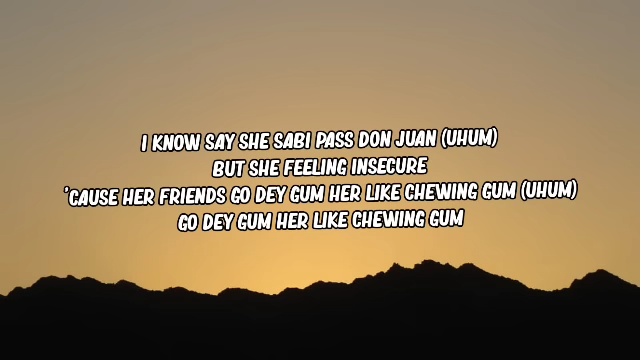 I KNOW SAY SHE SABI PASS DON JUAN (UHUM)
BUT SHE FEELING INSECURE
'CAUSE HER FRIENDS GO DEY GUM HER LIKE CHEWING GUM (UHUM)
GO DEY GUM HER LIKE CHEWING GUM